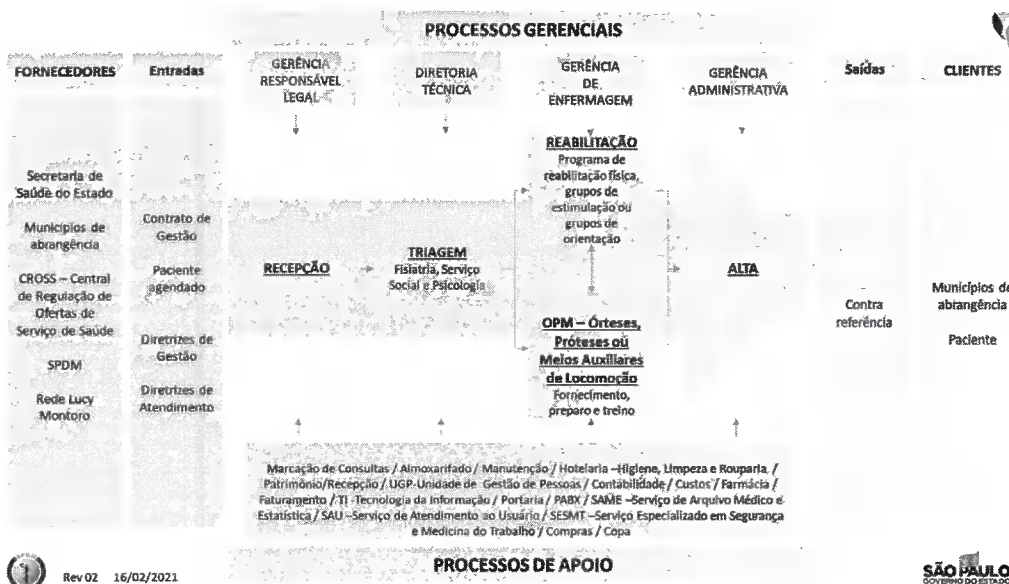 PROCESSOS GERENCIAIS
FORNECEDORES
Entradas
GERÊNCIA
RESPONSÁVEL
LEGAL
DIRETORIA
TÉCNICA
GERÊNCIA
DE
ENFERMAGEM
GERÊNCIA
ADMINISTRATIVA
Saídas
CLIENTES
Secretaria de
Saúde do Estado
Municípios de
abrangência
CROSS – Central
de Regulação de
Ofertas de
Serviço de Saúde
SPDM
Rede Lucy
Montoro
Contrato de
Gestão
Paciente
agendado
Diretrizes de
Gestão
Diretrizes de
Atendimento
RECEPÇÃO
TRIAGEM
Fisiatria, Serviço
Social e Psicologia
REABILITAÇÃO
Programa de
reabilitação física,
grupos de
estimulação ou
grupos de
orientação
OPM – Órteses,
Próteses ou
Meios Auxiliares
de Locomoção
Fornecimento,
preparo e treino
ALTA
Contra
referência
Municípios de
abrangência
Paciente
Marcação de Consultas / Almoxarifado / Manutenção / Hotelaria –Higiene, Limpeza e Rouparia /
Patrimônio/Recepção / UGP-Unidade de Gestão de Pessoas / Contabilidade / Custos / Farmácia /
Faturamento / TI -Tecnologia da Informação / Portaria / PABX / SAME –Serviço de Arquivo Médico e
Estatística / SAU –Serviço de Atendimento ao Usuário / SESMT –Serviço Especializado em Segurança
e Medicina do Trabalho / Compras / Copa
PROCESSOS DE APOIO
Rev 02 16/02/2021
SÃO PAULO
GOVERNO DO ESTADO